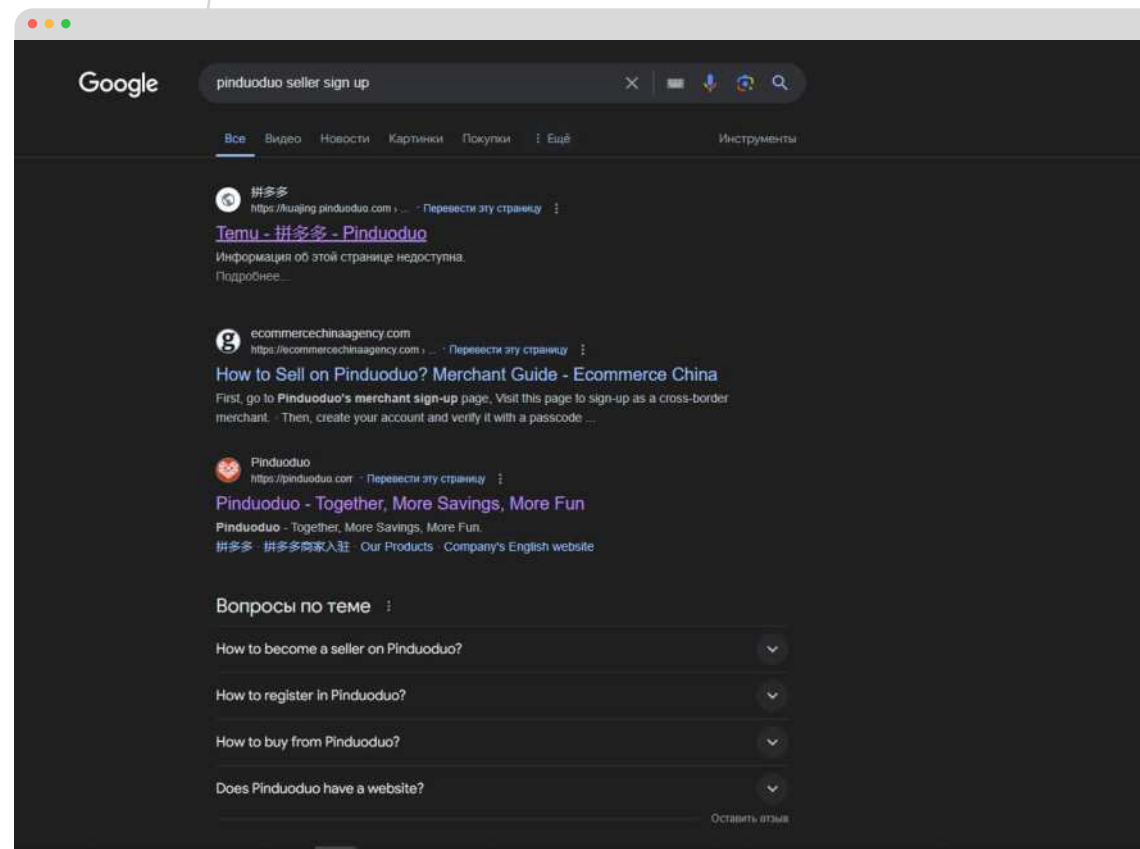 Google
pinduoduo seller sign up
Все Видео Новости Картинки Покупки ⋮ Ещё Инструменты
拼多多
https://kuajing.pinduoduo.com › ... · Перевести эту страницу ⋮
Temu - 拼多多 - Pinduoduo
Информация об этой странице недоступна.
Подробнее...
ecommercechinaagency.com
https://ecommercechinaagency.com › ... · Перевести эту страницу ⋮
How to Sell on Pinduoduo? Merchant Guide - Ecommerce China
First, go to Pinduoduo's merchant sign-up page, Visit this page to sign-up as a cross-border
merchant. · Then, create your account and verify it with a passcode ...
Pinduoduo
https://pinduoduo.com · Перевести эту страницу ⋮
Pinduoduo - Together, More Savings, More Fun
Pinduoduo - Together, More Savings, More Fun.
拼多多 · 拼多多商家入驻 · Our Products · Company's English website
Вопросы по теме ⋮
How to become a seller on Pinduoduo?
How to register in Pinduoduo?
How to buy from Pinduoduo?
Does Pinduoduo have a website?
Оставить отзыв